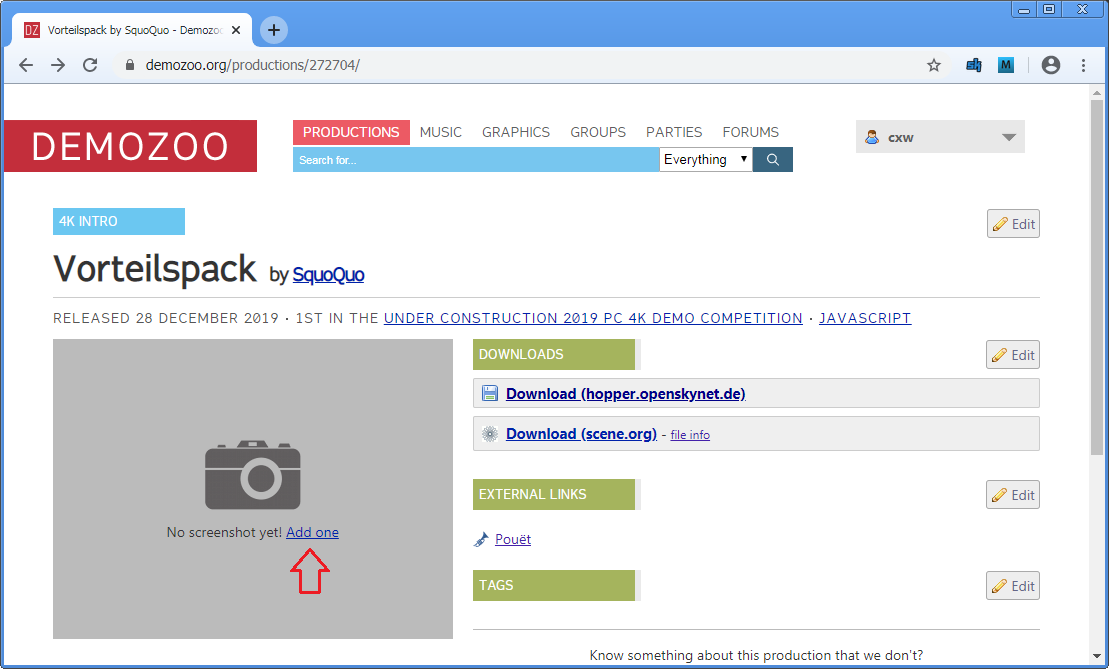 Vorteilspack by SquoQuo - Demozoo
demozoo.org/productions/272704/
M
DEMOZOO
PRODUCTIONS MUSIC GRAPHICS GROUPS PARTIES FORUMS
cxw
Search for... Everything
4K INTRO
Edit
Vorteilspack by SquoQuo
RELEASED 28 DECEMBER 2019 · 1ST IN THE UNDER CONSTRUCTION 2019 PC 4K DEMO COMPETITION · JAVASCRIPT
DOWNLOADS
Edit
Download (hopper.openskynet.de)
Download (scene.org) - file info
EXTERNAL LINKS
Edit
No screenshot yet! Add one
Pouët
TAGS
Edit
Know something about this production that we don't?